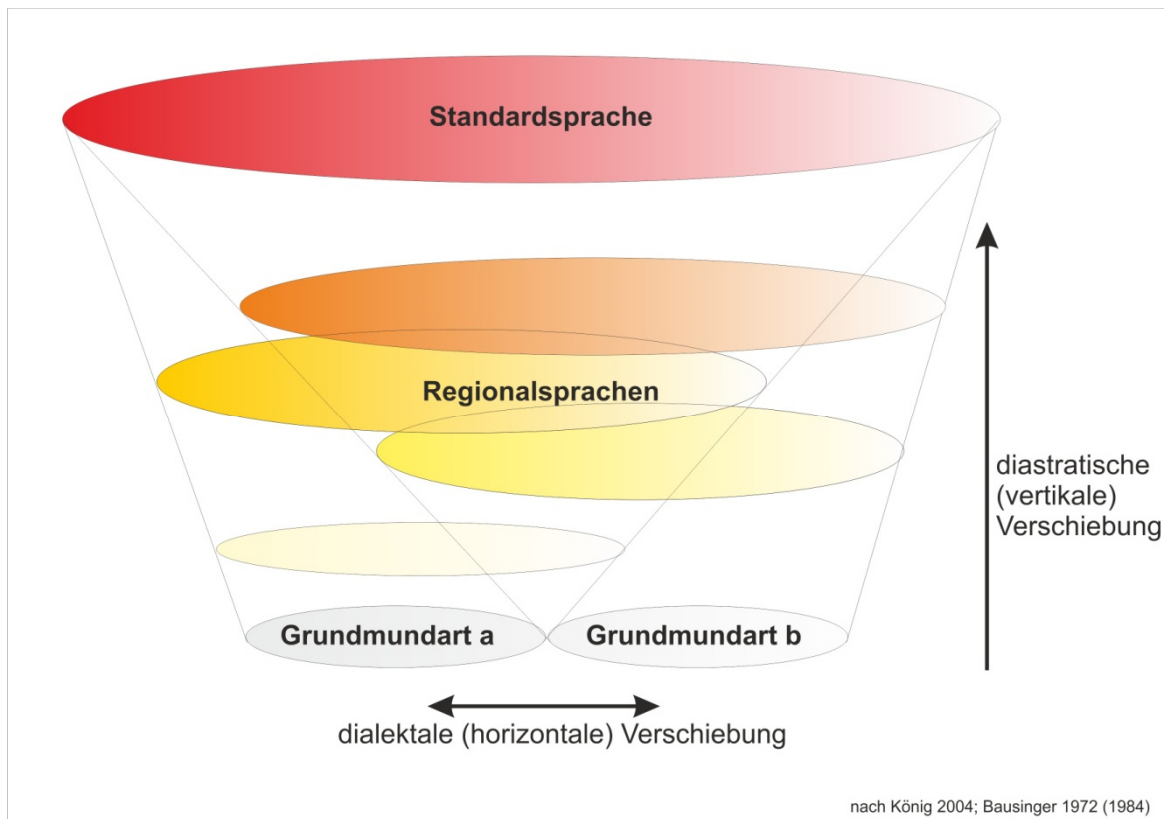 Standardsprache
Regionalsprachen
diastratische
(vertikale)
Verschiebung
Grundmundart a
Grundmundart b
dialektale (horizontale) Verschiebung
nach König 2004; Bausinger 1972 (1984)